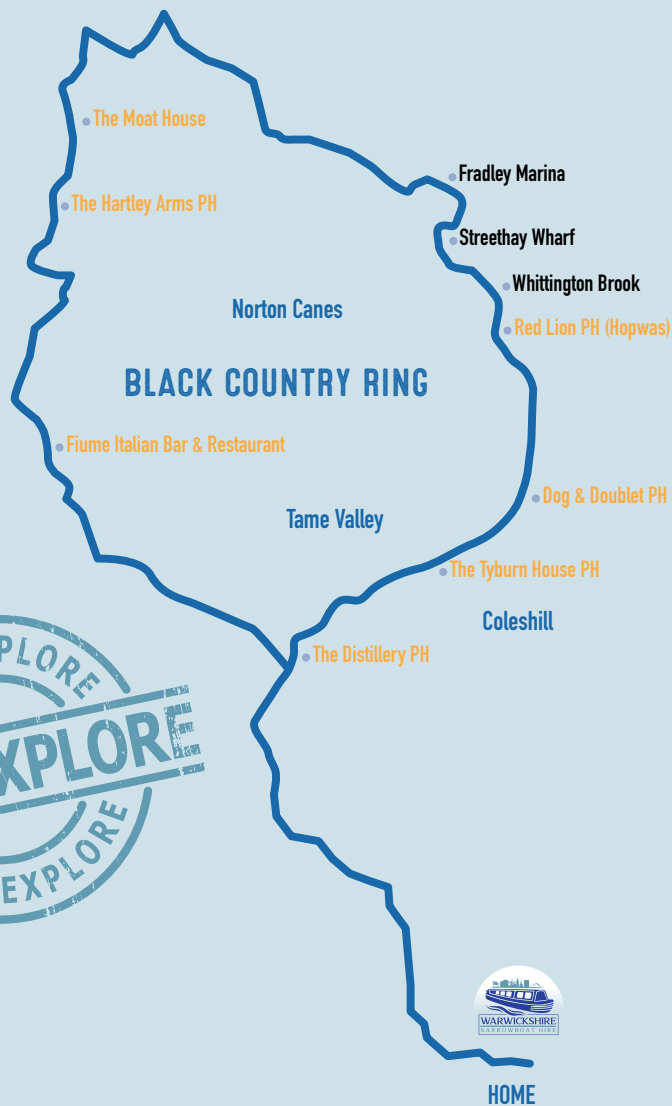 The Moat House
Fradley Marina
The Hartley Arms PH
Streethay Wharf
Whittington Brook
Norton Canes
Red Lion PH (Hopwas)
BLACK COUNTRY RING
Fiume Italian Bar & Restaurant
Dog & Doublet PH
Tame Valley
The Tyburn House PH
Coleshill
The Distillery PH
PLORE
XPLORE
EXPLORE
WARWICKSHIRE
NARROWBOAT HIRE
HOME